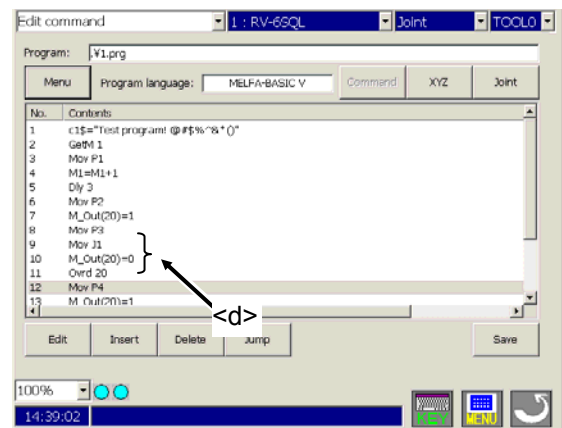 Edit command 1 : RV-6SQL Joint TOOL0
Program: .¥1.prg
Menu Program language: MELFA-BASIC V Command XYZ Joint
No. Contents
1 c1$="Test program! @#$%^&*()"
2 GetM 1
3 Mov P1
4 M1=M1+1
5 Dly 3
6 Mov P2
7 M_Out(20)=1
8 Mov P3
9 Mov J1
10 M_Out(20)=0
11 Ovrd 20
12 Mov P4
13 M_Out(20)=1
<d>
Edit Insert Delete Jump Save
100%
KEY MENU
14:39:02